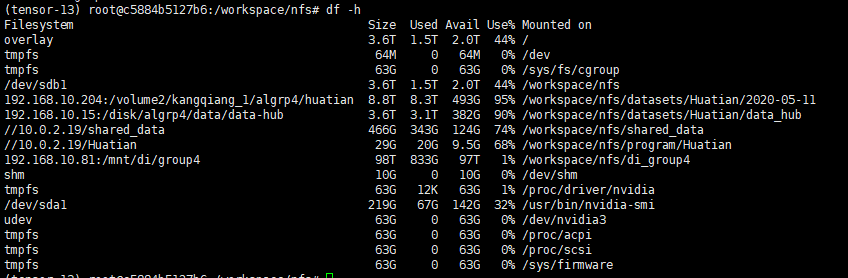 (tensor-13) root@c5884b5127b6:/workspace/nfs# df -h
Filesystem Size Used Avail Use% Mounted on
overlay 3.6T 1.5T 2.0T 44% /
tmpfs 64M 0 64M 0% /dev
tmpfs 63G 0 63G 0% /sys/fs/cgroup
/dev/sdb1 3.6T 1.5T 2.0T 44% /workspace/nfs
192.168.10.204:/volume2/kangqiang_1/algrp4/huatian 8.8T 8.3T 493G 95% /workspace/nfs/datasets/Huatian/2020-05-11
192.168.10.15:/disk/algrp4/data/data-hub 3.6T 3.1T 382G 90% /workspace/nfs/datasets/Huatian/data_hub
//10.0.2.19/shared_data 466G 343G 124G 74% /workspace/nfs/shared_data
//10.0.2.19/Huatian 29G 20G 9.5G 68% /workspace/nfs/program/Huatian
192.168.10.81:/mnt/di/group4 98T 833G 97T 1% /workspace/nfs/di_group4
shm 10G 0 10G 0% /dev/shm
tmpfs 63G 12K 63G 1% /proc/driver/nvidia
/dev/sda1 219G 67G 142G 32% /usr/bin/nvidia-smi
udev 63G 0 63G 0% /dev/nvidia3
tmpfs 63G 0 63G 0% /proc/acpi
tmpfs 63G 0 63G 0% /proc/scsi
tmpfs 63G 0 63G 0% /sys/firmware
(tensor-13) root@c5884b5127b6:/workspace/nfs#